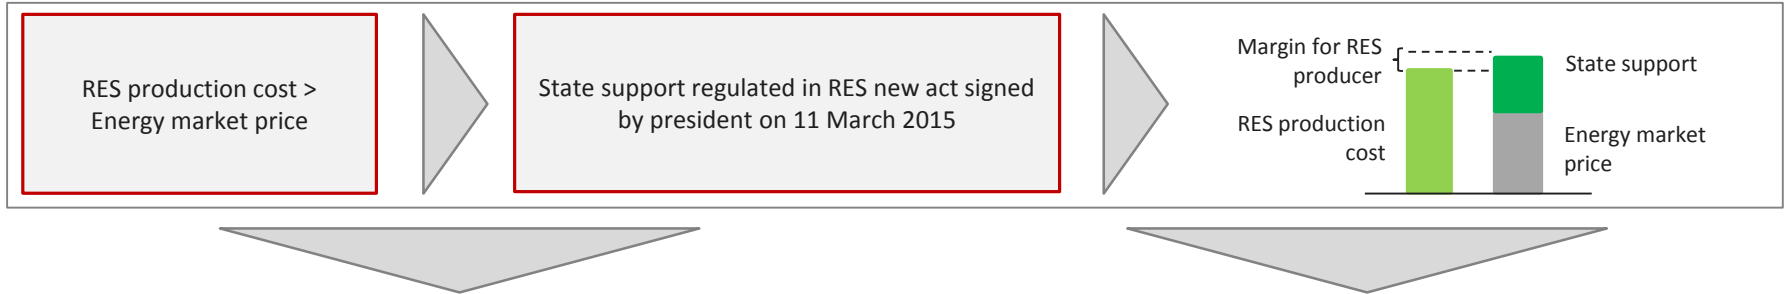 RES production cost >
Energy market price
State support regulated in RES new act signed
by president on 11 March 2015
Margin for RES
producer
RES production
cost
State support
Energy market
price